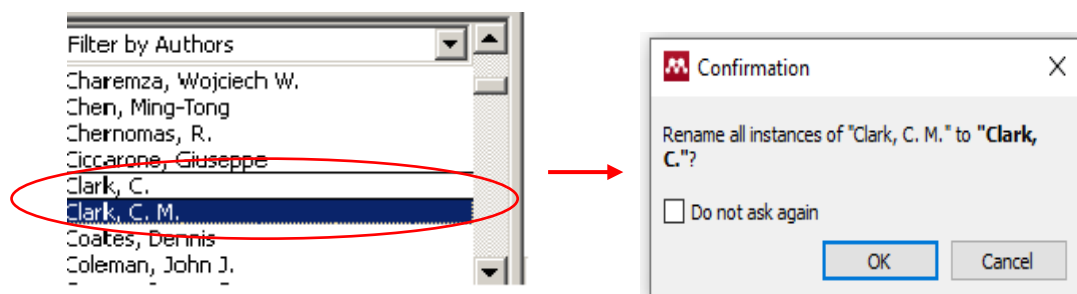 Filter by Authors
Charemza, Wojciech W.
Chen, Ming-Tong
Chernomas, R.
Ciccarone, Giuseppe
Clark, C.
Clark, C. M.
Coates, Dennis
Coleman, John J.
Confirmation
Rename all instances of "Clark, C. M." to "Clark,
C."?
Do not ask again
OK
Cancel